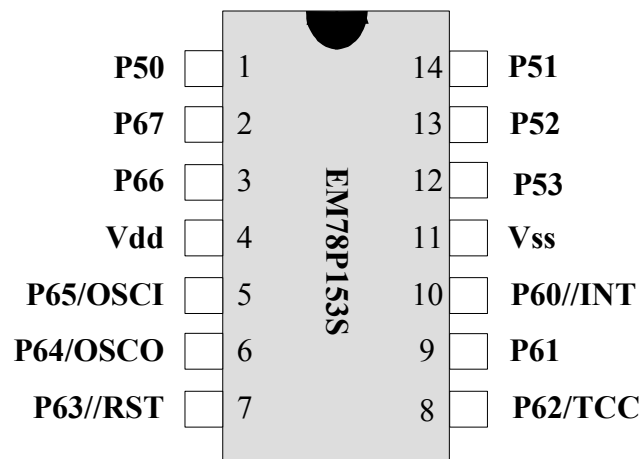 P50 1 14 P51
P67 2 13 P52
P66 3 12 P53
Vdd 4 11 Vss
P65/OSCI 5 10 P60//INT
P64/OSCO 6 9 P61
P63//RST 7 8 P62/TCC
EM78P153S